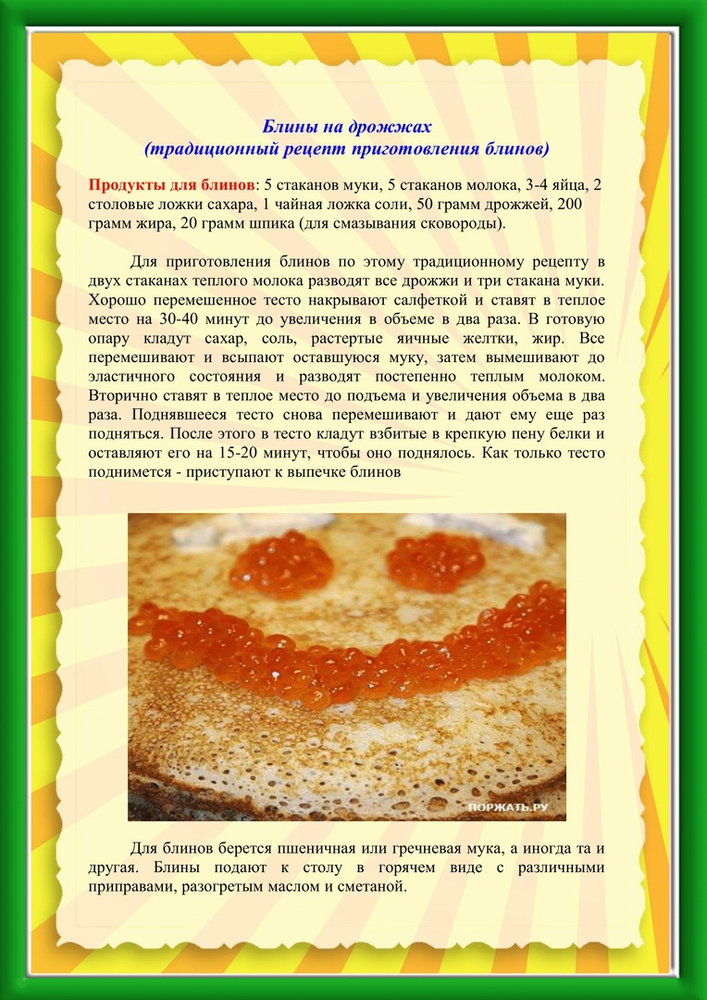 Блины на дрожжах
(традиционный рецепт приготовления блинов)
Продукты для блинов: 5 стаканов муки, 5 стаканов молока, 3-4 яйца, 2
столовые ложки сахара, 1 чайная ложка соли, 50 грамм дрожжей, 200
грамм жира, 20 грамм шпика (для смазывания сковороды).
Для приготовления блинов по этому традиционному рецепту в
двух стаканах теплого молока разводят все дрожжи и три стакана муки.
Хорошо перемешенное тесто накрывают салфеткой и ставят в теплое
место на 30-40 минут до увеличения в объеме в два раза. В готовую
опару кладут сахар, соль, растертые яичные желтки, жир. Все
перемешивают и всыпают оставшуюся муку, затем вымешивают до
эластичного состояния и разводят постепенно теплым молоком.
Вторично ставят в теплое место до подъема и увеличения объема в два
раза. Поднявшееся тесто снова перемешивают и дают ему еще раз
подняться. После этого в тесто кладут взбитые в крепкую пену белки и
оставляют его на 15-20 минут, чтобы оно поднялось. Как только тесто
поднимется - приступают к выпечке блинов
ПОРЖАТЬ.РУ
Для блинов берется пшеничная или гречневая мука, а иногда та и
другая. Блины подают к столу в горячем виде с различными
приправами, разогретым маслом и сметаной.